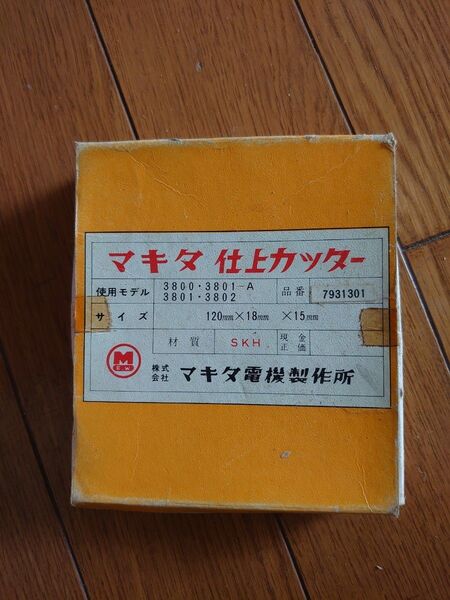 マキタ 仕上カッター
使用モデル 3800・3801-A 3801・3802 品番 7931301
サイズ 120mm×18mm×15mm
材質 SKH 現金正価
M E.W. 株式会社 マキタ電機製作所